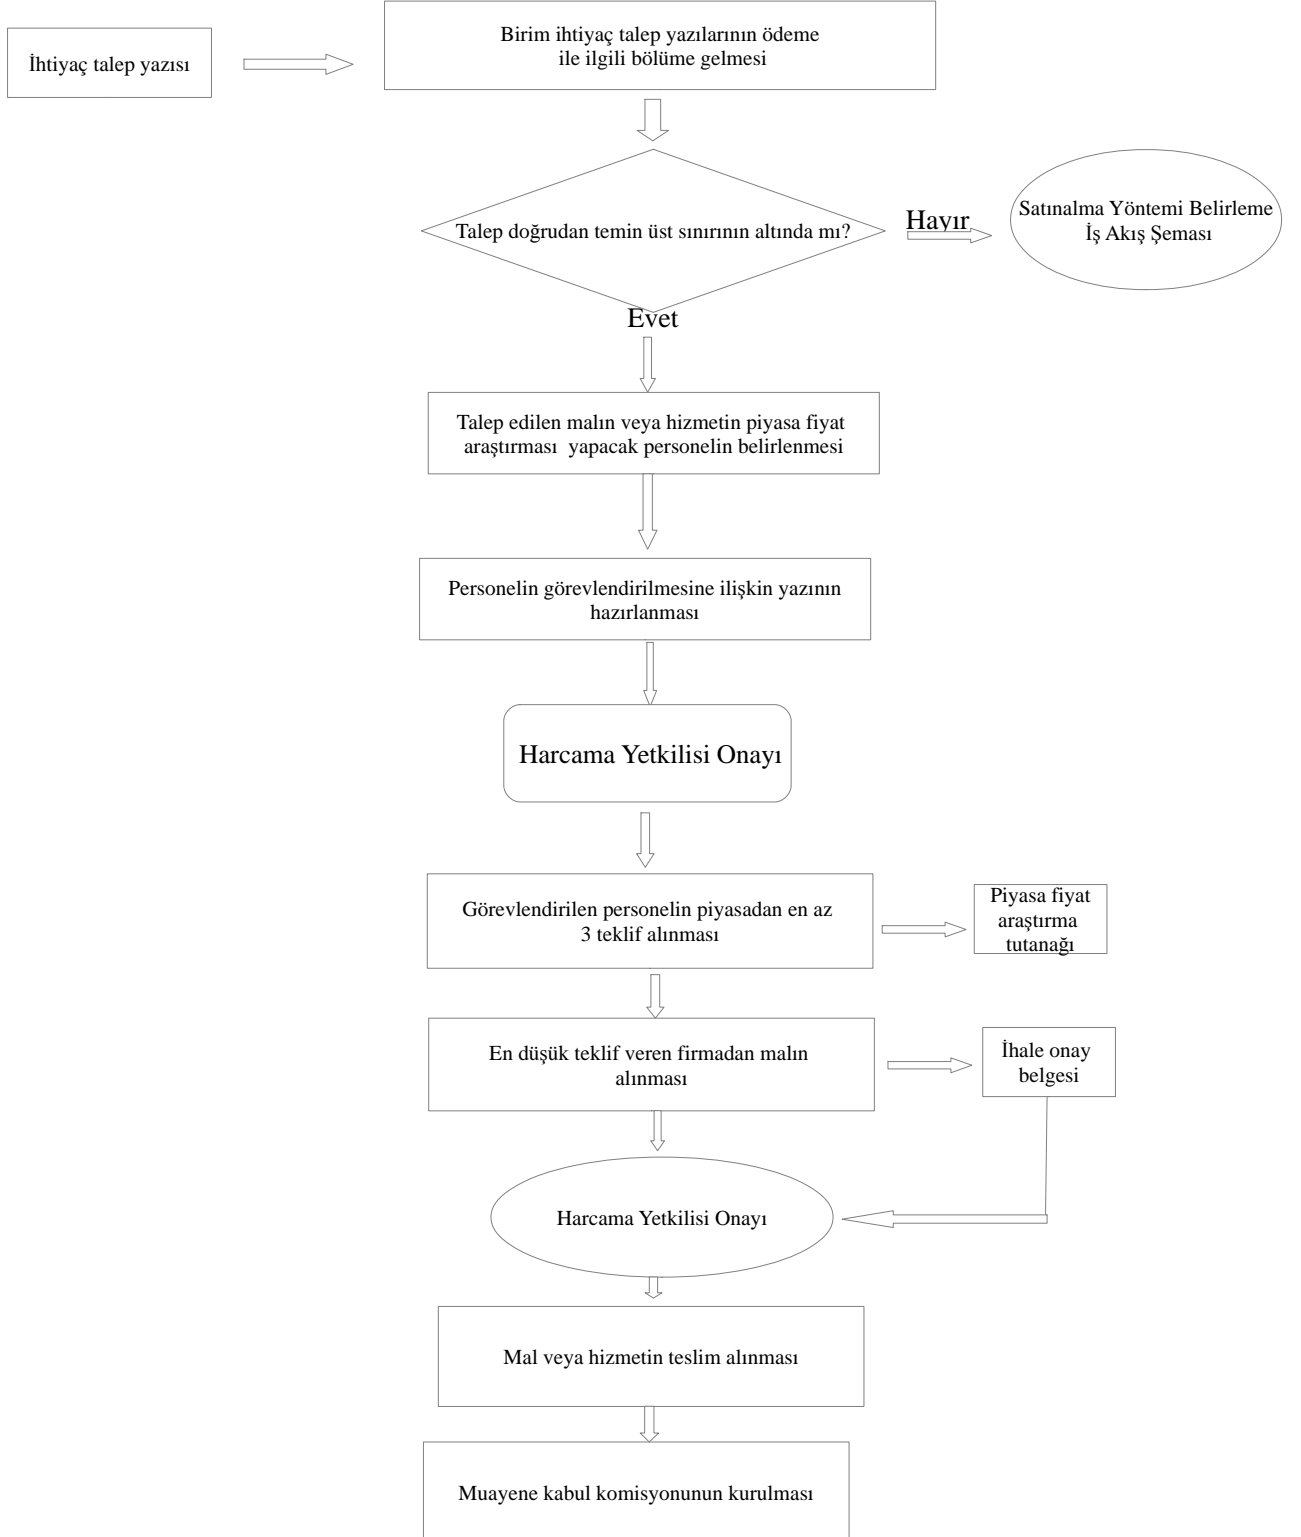 İhtiyaç talep yazısı
Birim ihtiyaç talep yazılarının ödeme
ile ilgili bölüme gelmesi
Talep doğrudan temin üst sınırının altında mı?
Hayır
Satınalma Yöntemi Belirleme
İş Akış Şeması
Evet
Talep edilen malın veya hizmetin piyasa fiyat
araştırması yapacak personelin belirlenmesi
Personelin görevlendirilmesine ilişkin yazının
hazırlanması
Harcama Yetkilisi Onayı
Görevlendirilen personelin piyasadan en az
3 teklif alınması
Piyasa fiyat
araştırma
tutanağı
En düşük teklif veren firmadan malın
alınması
İhale onay
belgesi
Harcama Yetkilisi Onayı
Mal veya hizmetin teslim alınması
Muayene kabul komisyonunun kurulması